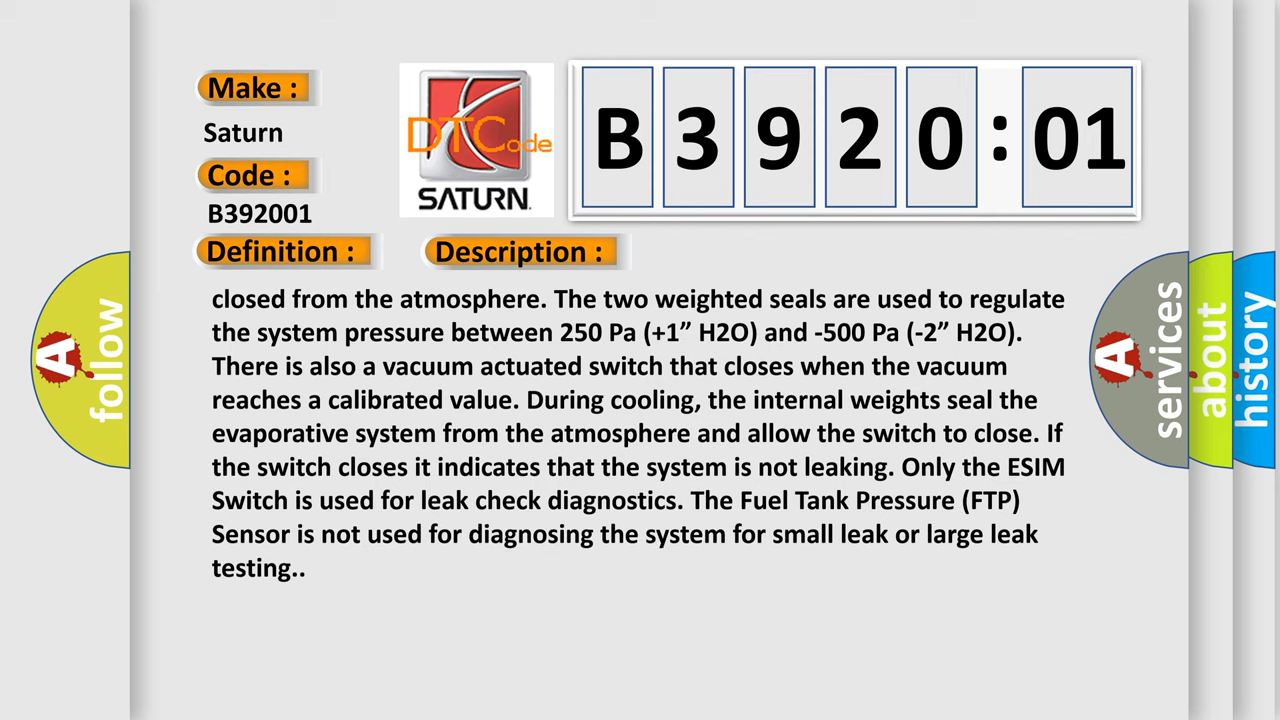 Make :
Saturn
Code :
B392001
Definition :
Description :
DTCode
SATURN
B3920:01
closed from the atmosphere. The two weighted seals are used to regulate
the system pressure between 250 Pa (+1” H2O) and -500 Pa (-2” H2O).
There is also a vacuum actuated switch that closes when the vacuum
reaches a calibrated value. During cooling, the internal weights seal the
evaporative system from the atmosphere and allow the switch to close. If
the switch closes it indicates that the system is not leaking. Only the ESIM
Switch is used for leak check diagnostics. The Fuel Tank Pressure (FTP)
Sensor is not used for diagnosing the system for small leak or large leak
testing..
A
follow
A
services
about
history